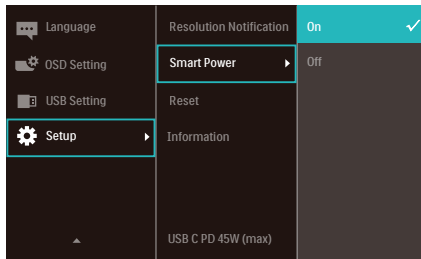 Language
OSD Setting
USB Setting
Setup
Resolution Notification
Smart Power
Reset
Information
USB C PD 45W (max)
On
Off